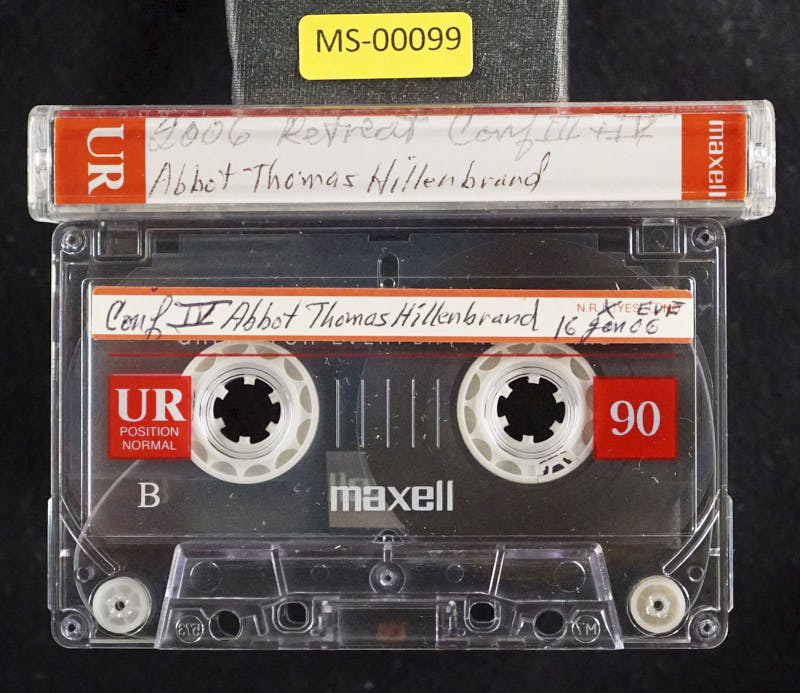 MS-00099
UR
2006 Retreat Conf III + IV
Abbot Thomas Hillenbrand
maxell
Conf IV Abbot Thomas Hillenbrand
N.R. YES
EVE
16 Jan 06
UR
POSITION
NORMAL
90
B
maxell